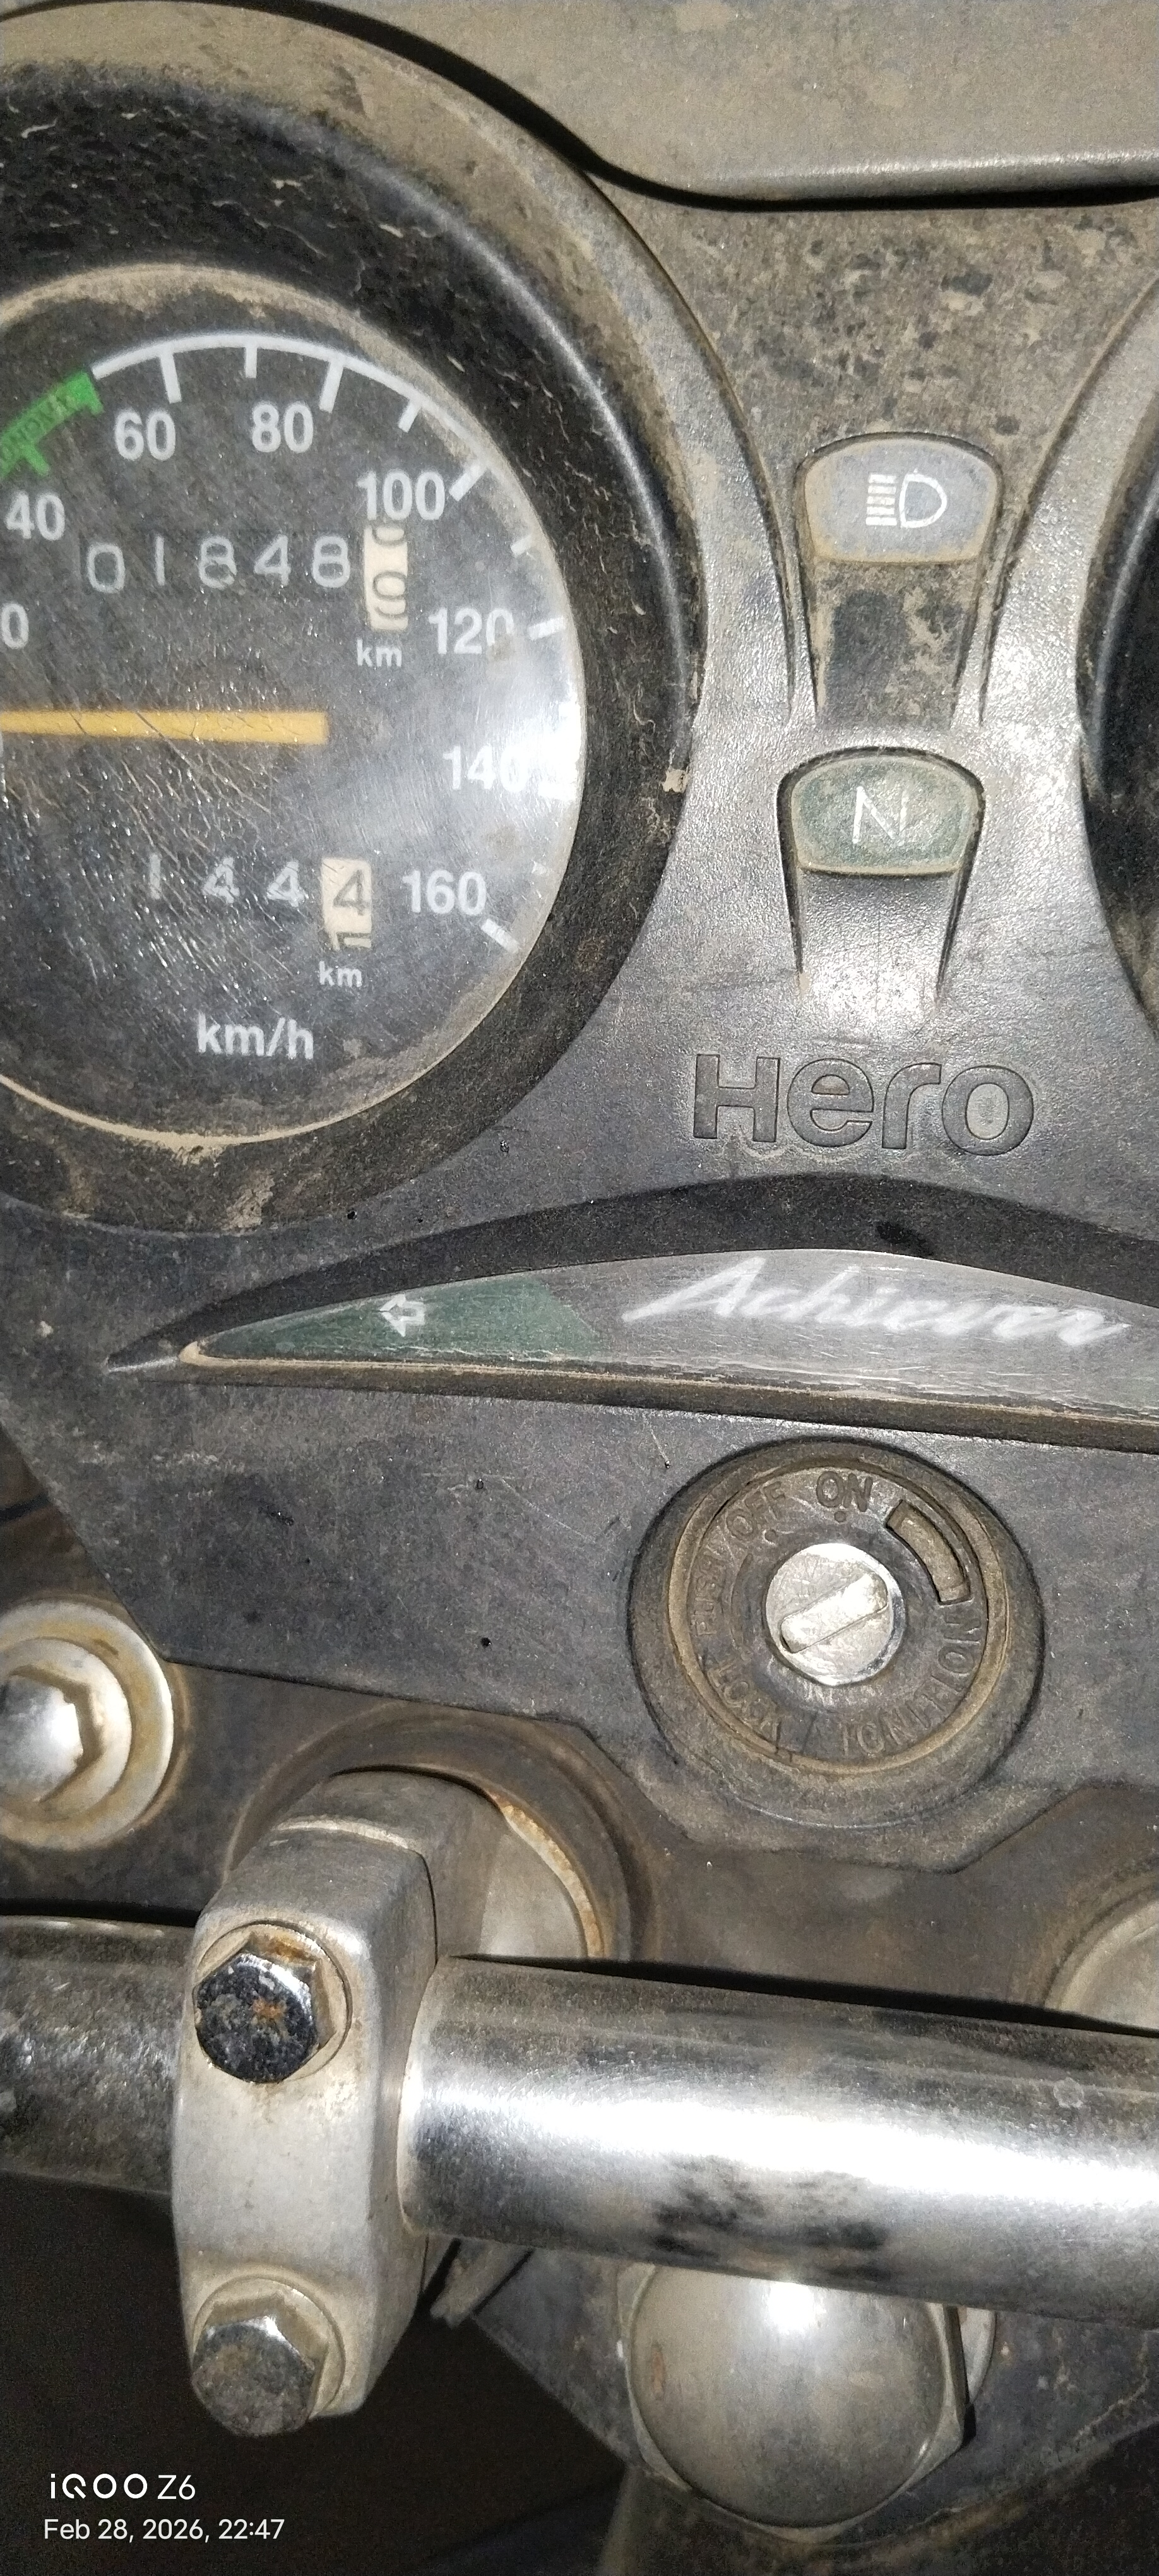 60 80
40 100
01848
120
km
140
1444 160
km
km/h
N
Hero
Achiever
LOCK PUSH OFF ON
IGNITION
iQOO Z6
Feb 28, 2026, 22:47